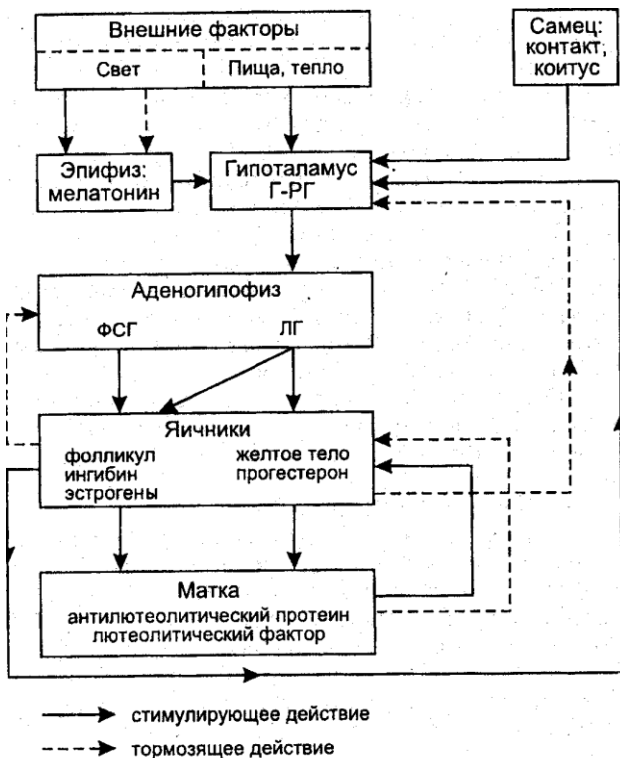 Внешние факторы
Свет
Пища, тепло
Самец:
контакт,
коитус
Эпифиз:
мелатонин
Гипоталамус
Г-РГ
Аденогипофиз
ФСГ
ЛГ
Яичники
фолликул
ингибин
эстрогены
желтое тело
прогестерон
Матка
антилютеолитический протеин
лютеолитический фактор
стимулирующее действие
тормозящее действие